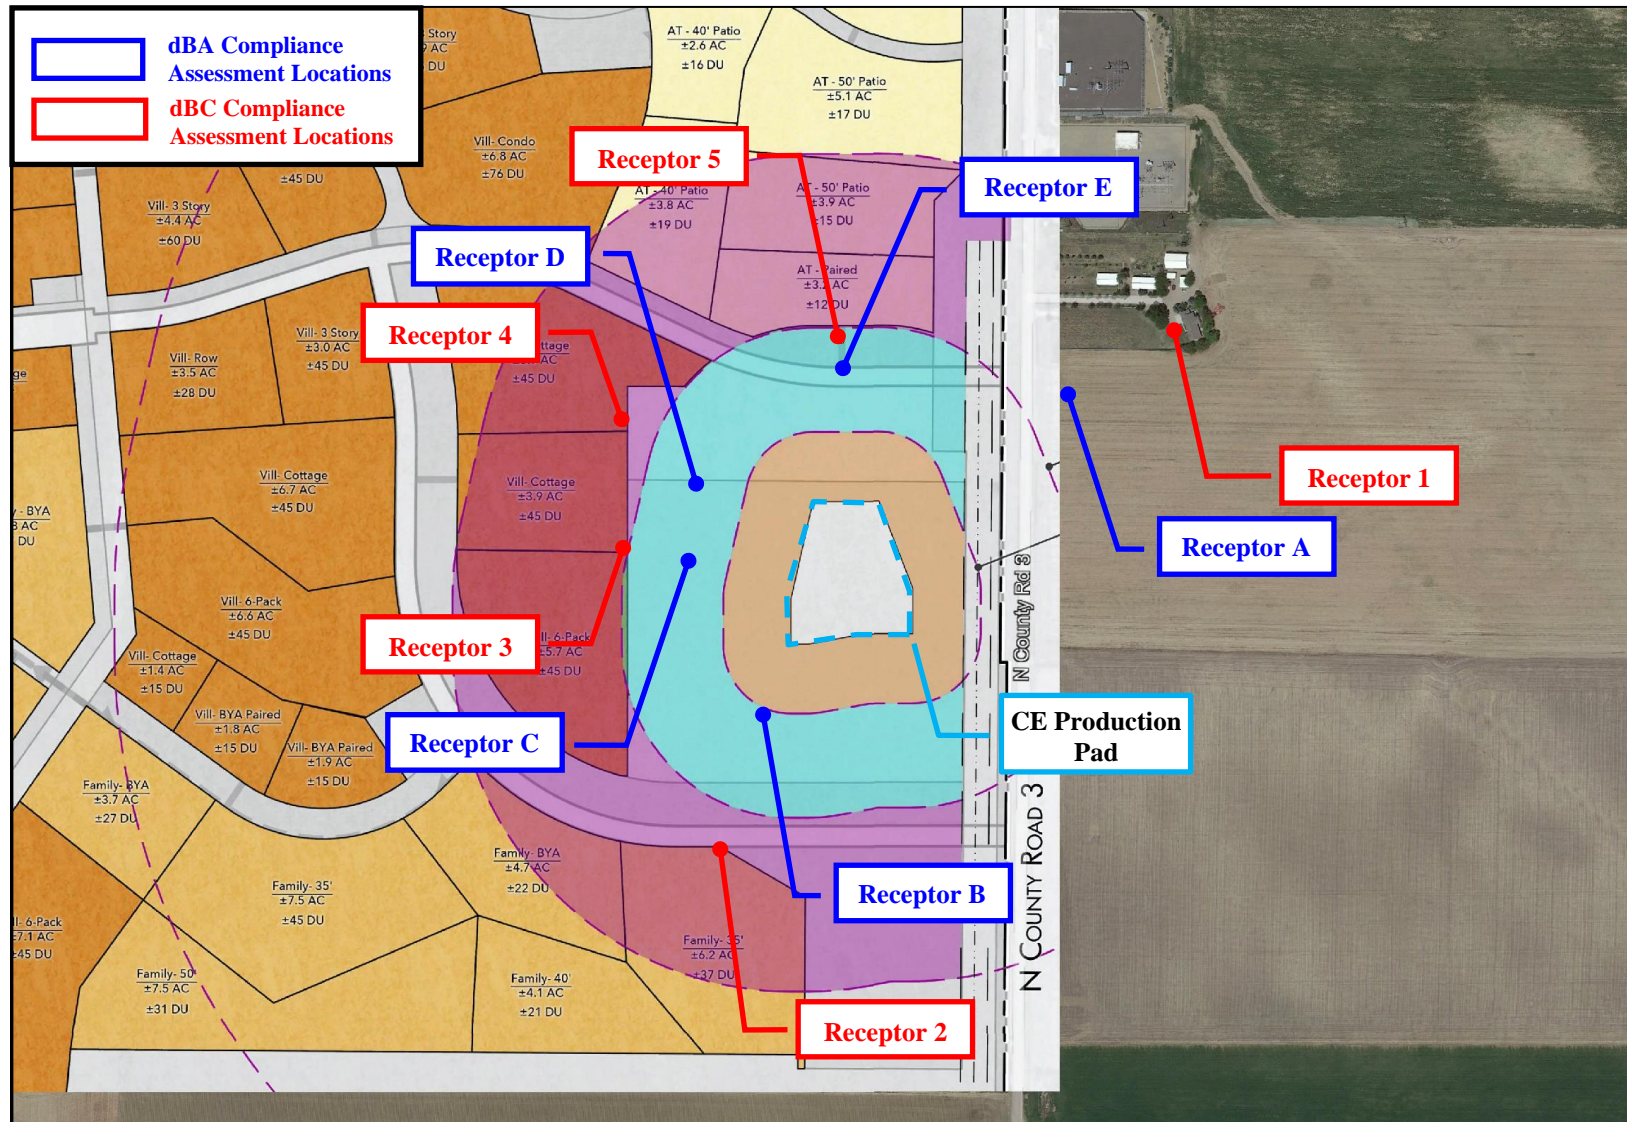 dBA Compliance
Assessment Locations
dBC Compliance
Assessment Locations
Story
AC
DU
AT - 40' Patio
±2.6 AC
±16 DU
AT - 50' Patio
±5.1 AC
±17 DU
Vill- Condo
±6.8 AC
±76 DU
±45 DU
Receptor 5
Receptor E
AT - 40' Patio
±3.8 AC
±19 DU
AT - 50' Patio
±3.9 AC
±15 DU
Vill- 3 Story
±4.4 AC
±60 DU
Receptor D
AT - Paired
±12 DU
Receptor 4
Vill- 3 Story
±3.0 AC
±45 DU
Vill- Row
±3.5 AC
±28 DU
±45 DU
Receptor 1
Vill- Cottage
±6.7 AC
±45 DU
Vill- Cottage
±3.9 AC
±45 DU
Receptor A
- BYA
AC
DU
Vill- 6-Pack
±6.6 AC
±45 DU
Receptor 3
6-Pack
±5.7 AC
±45 DU
N County Rd 3
Vill- Cottage
±1.4 AC
±15 DU
Vill- BYA Paired
±1.8 AC
±15 DU
Vill- BYA Paired
±1.9 AC
±15 DU
Receptor C
CE Production
Pad
Family- BYA
±3.7 AC
±27 DU
N COUNTY ROAD 3
Family- BYA
±4.7 AC
±22 DU
Family- 35'
±7.5 AC
±45 DU
Receptor B
6-Pack
±7.1 AC
±45 DU
Family- 35'
±6.2 AC
±37 DU
Family- 50'
±7.5 AC
±31 DU
Family- 40'
±4.1 AC
±21 DU
Receptor 2